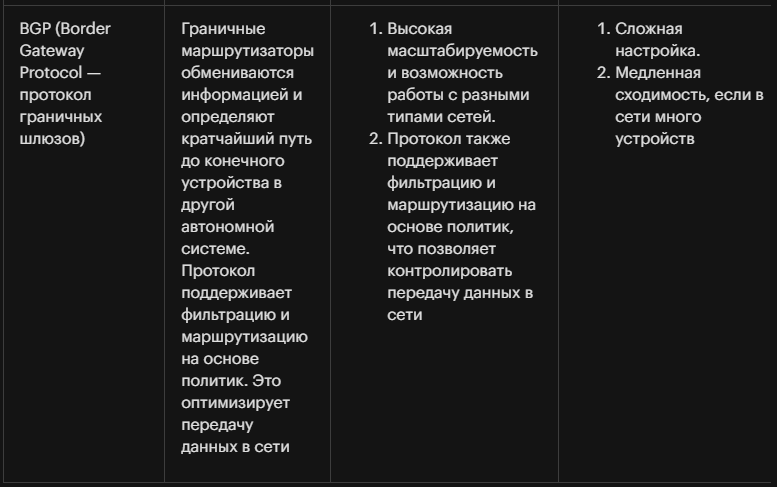 BGP (Border
Gateway
Protocol —
протокол
граничных
шлюзов)
Граничные
маршрутизаторы
обмениваются
информацией и
определяют
кратчайший путь
до конечного
устройства в
другой
автономной
системе.
Протокол
поддерживает
фильтрацию и
маршрутизацию
на основе
политик. Это
оптимизирует
передачу
данных в сети
1. Высокая
масштабируемость
и возможность
работы с разными
типами сетей.
2. Протокол также
поддерживает
фильтрацию и
маршрутизацию на
основе политик,
что позволяет
контролировать
передачу данных в
сети
1. Сложная
настройка.
2. Медленная
сходимость, если в
сети много
устройств